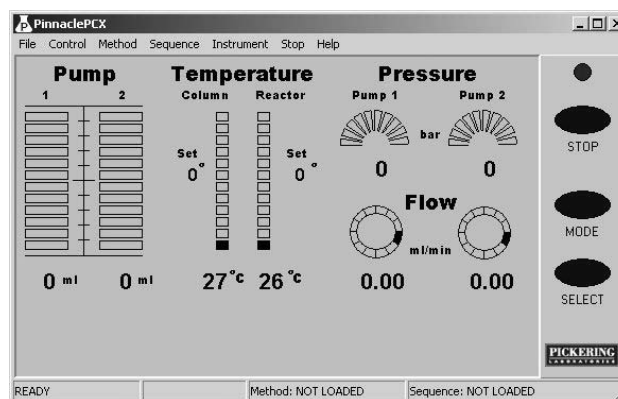 PinnaclePCX
File Control Method Sequence Instrument Stop Help
Pump Temperature Pressure
1 2 Column Reactor Pump 1 Pump 2
bar
STOP
Set 0° Set 0°
0 0
Flow
MODE
ml/min
0 ml 0 ml 27°C 26°C 0.00 0.00
SELECT
PICKERING
LABORATORIES
READY Method: NOT LOADED Sequence: NOT LOADED